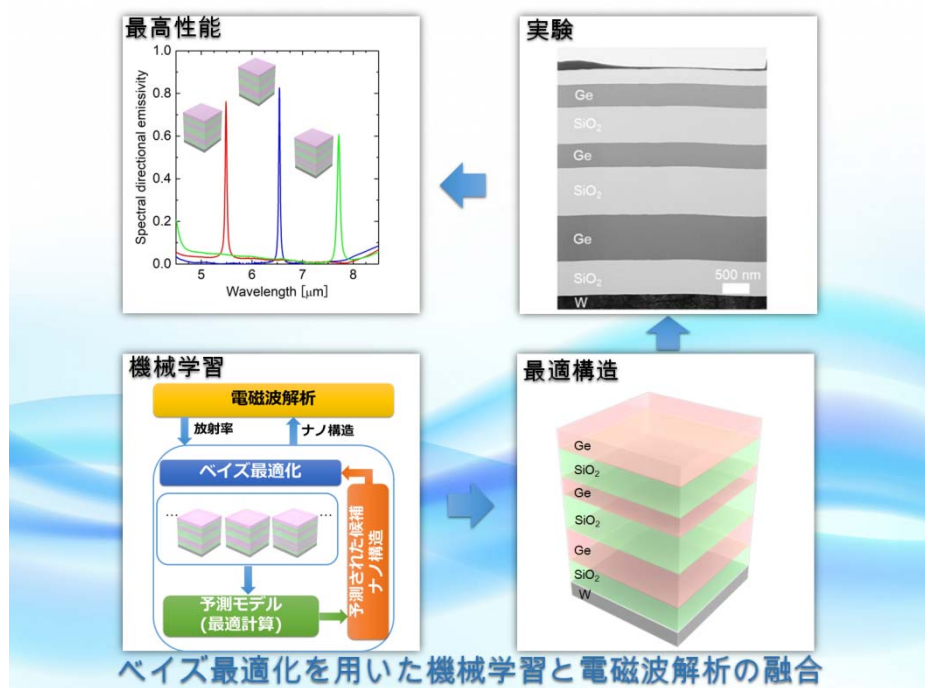 最高性能
1.0
0.8
0.6
0.4
0.2
0.0
Spectral directional emissivity
5 6 7 8
Wavelength [μm]
実験
Ge
SiO₂
Ge
SiO₂
Ge
SiO₂
500 nm
W
機械学習
電磁波解析
放射率 ナノ構造
ベイズ最適化
... ...
予測モデル
(最適計算)
予測された候補
ナノ構造
最適構造
Ge
SiO₂
Ge
SiO₂
Ge
SiO₂
W
ベイズ最適化を用いた機械学習と電磁波解析の融合